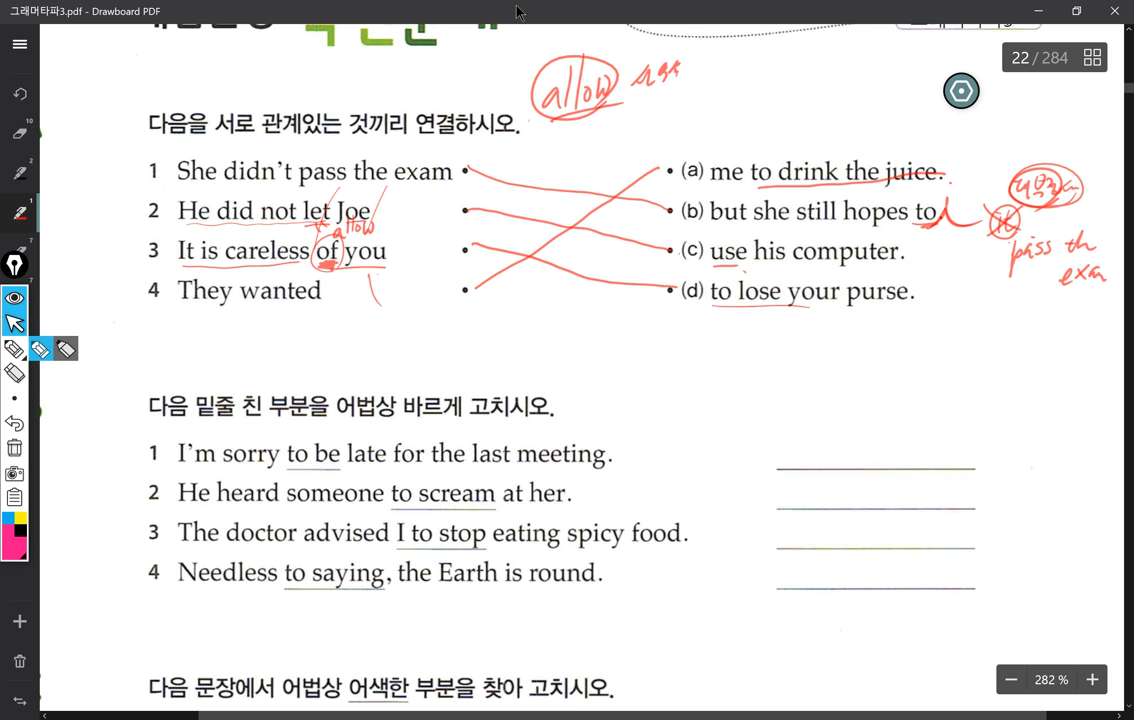 그래머타파3.pdf - Drawboard PDF
22 / 284
allow
다음을 서로 관계있는 것끼리 연결하시오.
1 She didn't pass the exam
(a) me to drink the juice.
2 He did not let Joe
(b) but she still hopes to
3 It is careless of you
allow
(c) use his computer.
pass th
exam
4 They wanted
(d) to lose your purse.
다음 밑줄 친 부분을 어법상 바르게 고치시오.
1 I'm sorry to be late for the last meeting.
2 He heard someone to scream at her.
3 The doctor advised I to stop eating spicy food.
4 Needless to saying, the Earth is round.
다음 문장에서 어법상 어색한 부분을 찾아 고치시오.
282 %